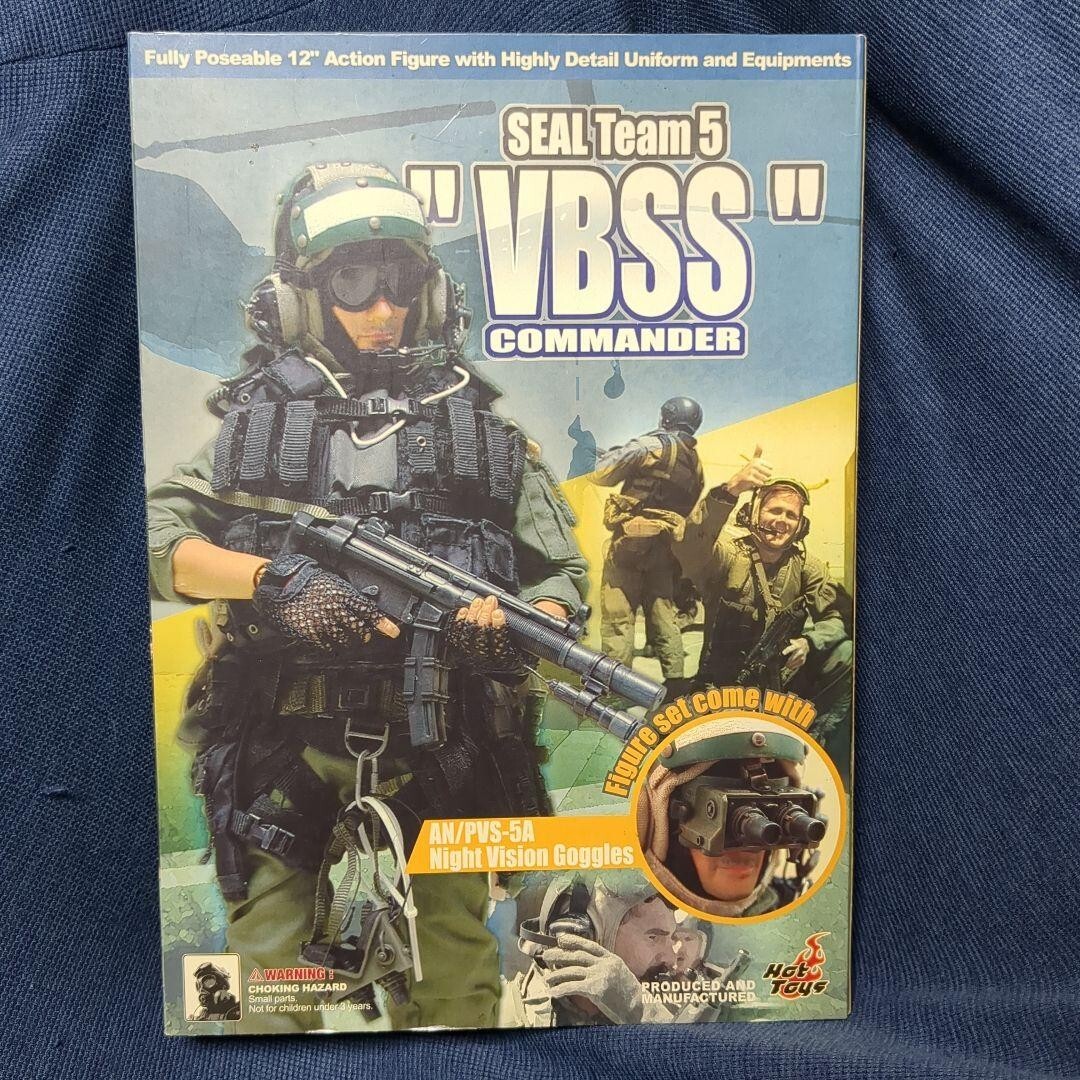 Fully Poseable 12" Action Figure with Highly Detail Uniform and Equipments
SEAL Team 5
"VBSS"
COMMANDER
Figure set come with
AN/PVS-5A
Night Vision Goggles
WARNING :
CHOKING HAZARD
Small parts.
Not for children under 3 years.
PRODUCED AND
MANUFACTURED
Hot
Toys